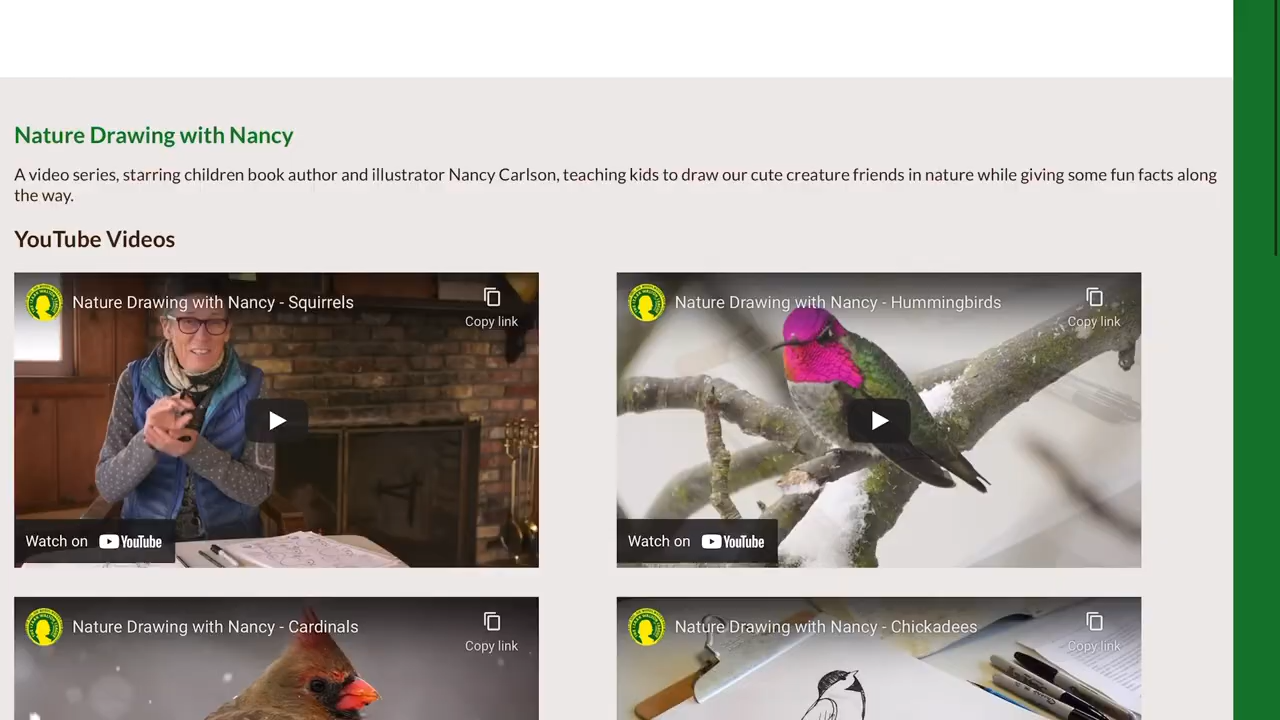 Nature Drawing with Nancy
A video series, starring children book author and illustrator Nancy Carlson, teaching kids to draw our cute creature friends in nature while giving some fun facts along
the way.
YouTube Videos
Nature Drawing with Nancy - Squirrels
Copy link
Watch on YouTube
Nature Drawing with Nancy - Hummingbirds
Copy link
Watch on YouTube
Nature Drawing with Nancy - Cardinals
Copy link
Nature Drawing with Nancy - Chickadees
Copy link